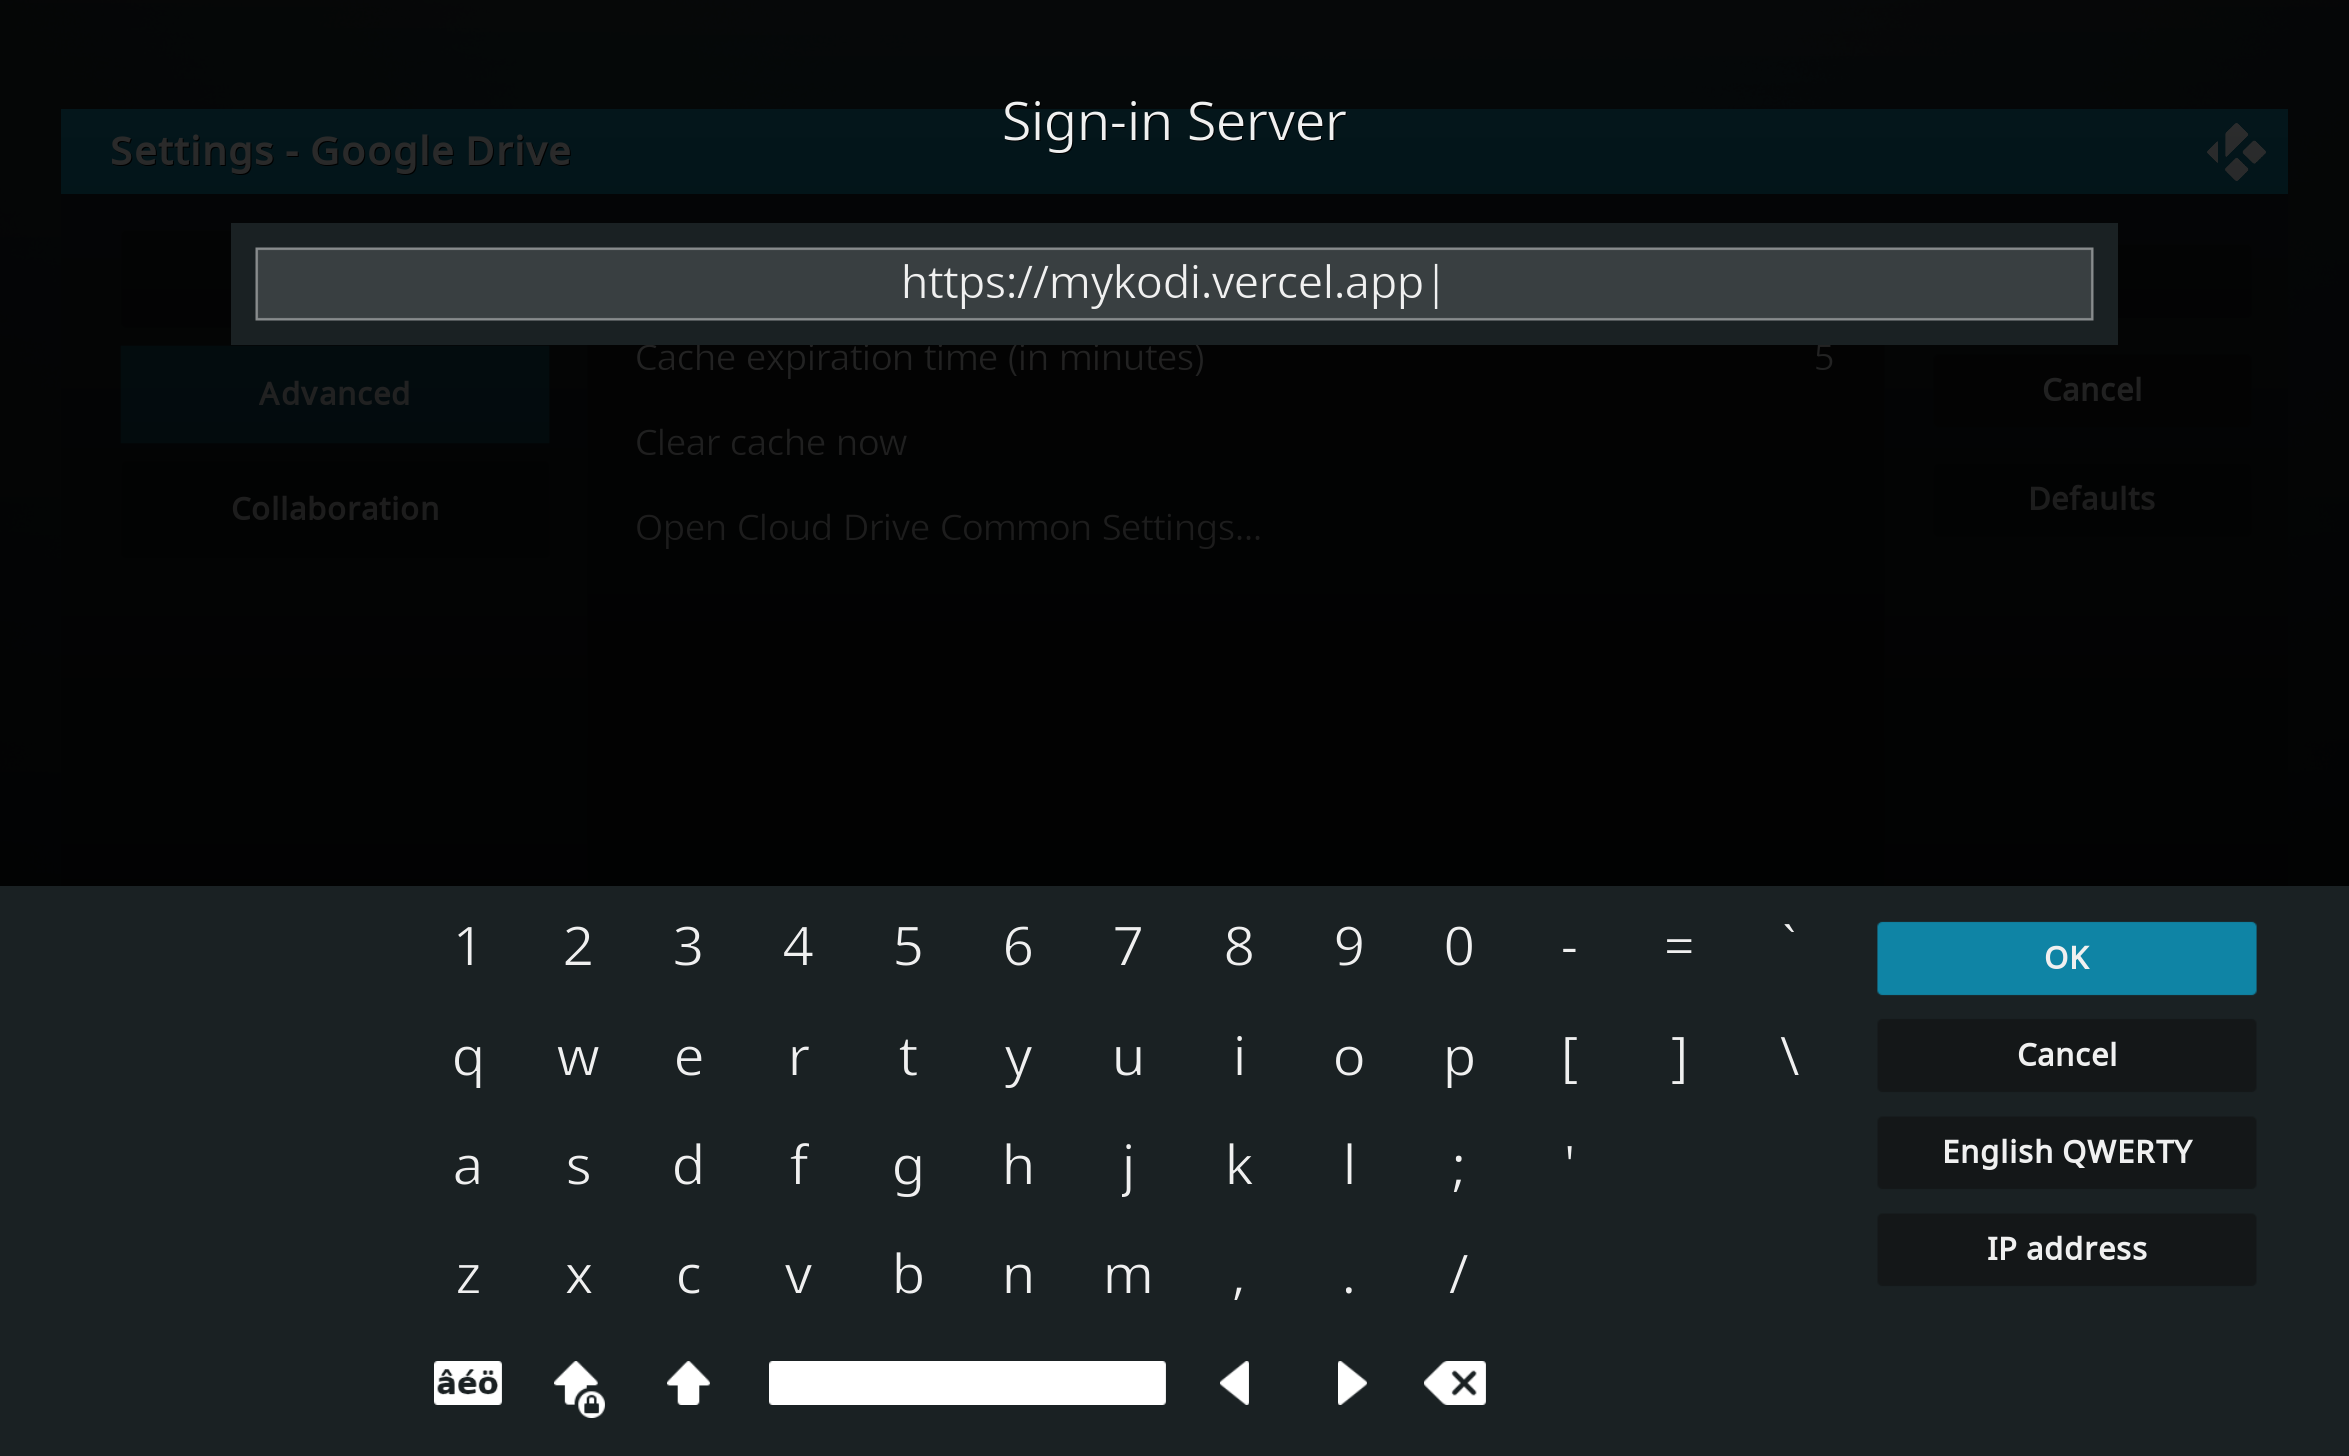 Sign-in Server
Settings - Google Drive
https://mykodi.vercel.app|
Cache expiration time (in minutes) 5
Advanced
Cancel
Clear cache now
Collaboration
Defaults
Open Cloud Drive Common Settings...
1 2 3 4 5 6 7 8 9 0 - = `
OK
q w e r t y u i o p [ ] \
Cancel
a s d f g h j k l ; '
English QWERTY
z x c v b n m , . /
IP address
âéö